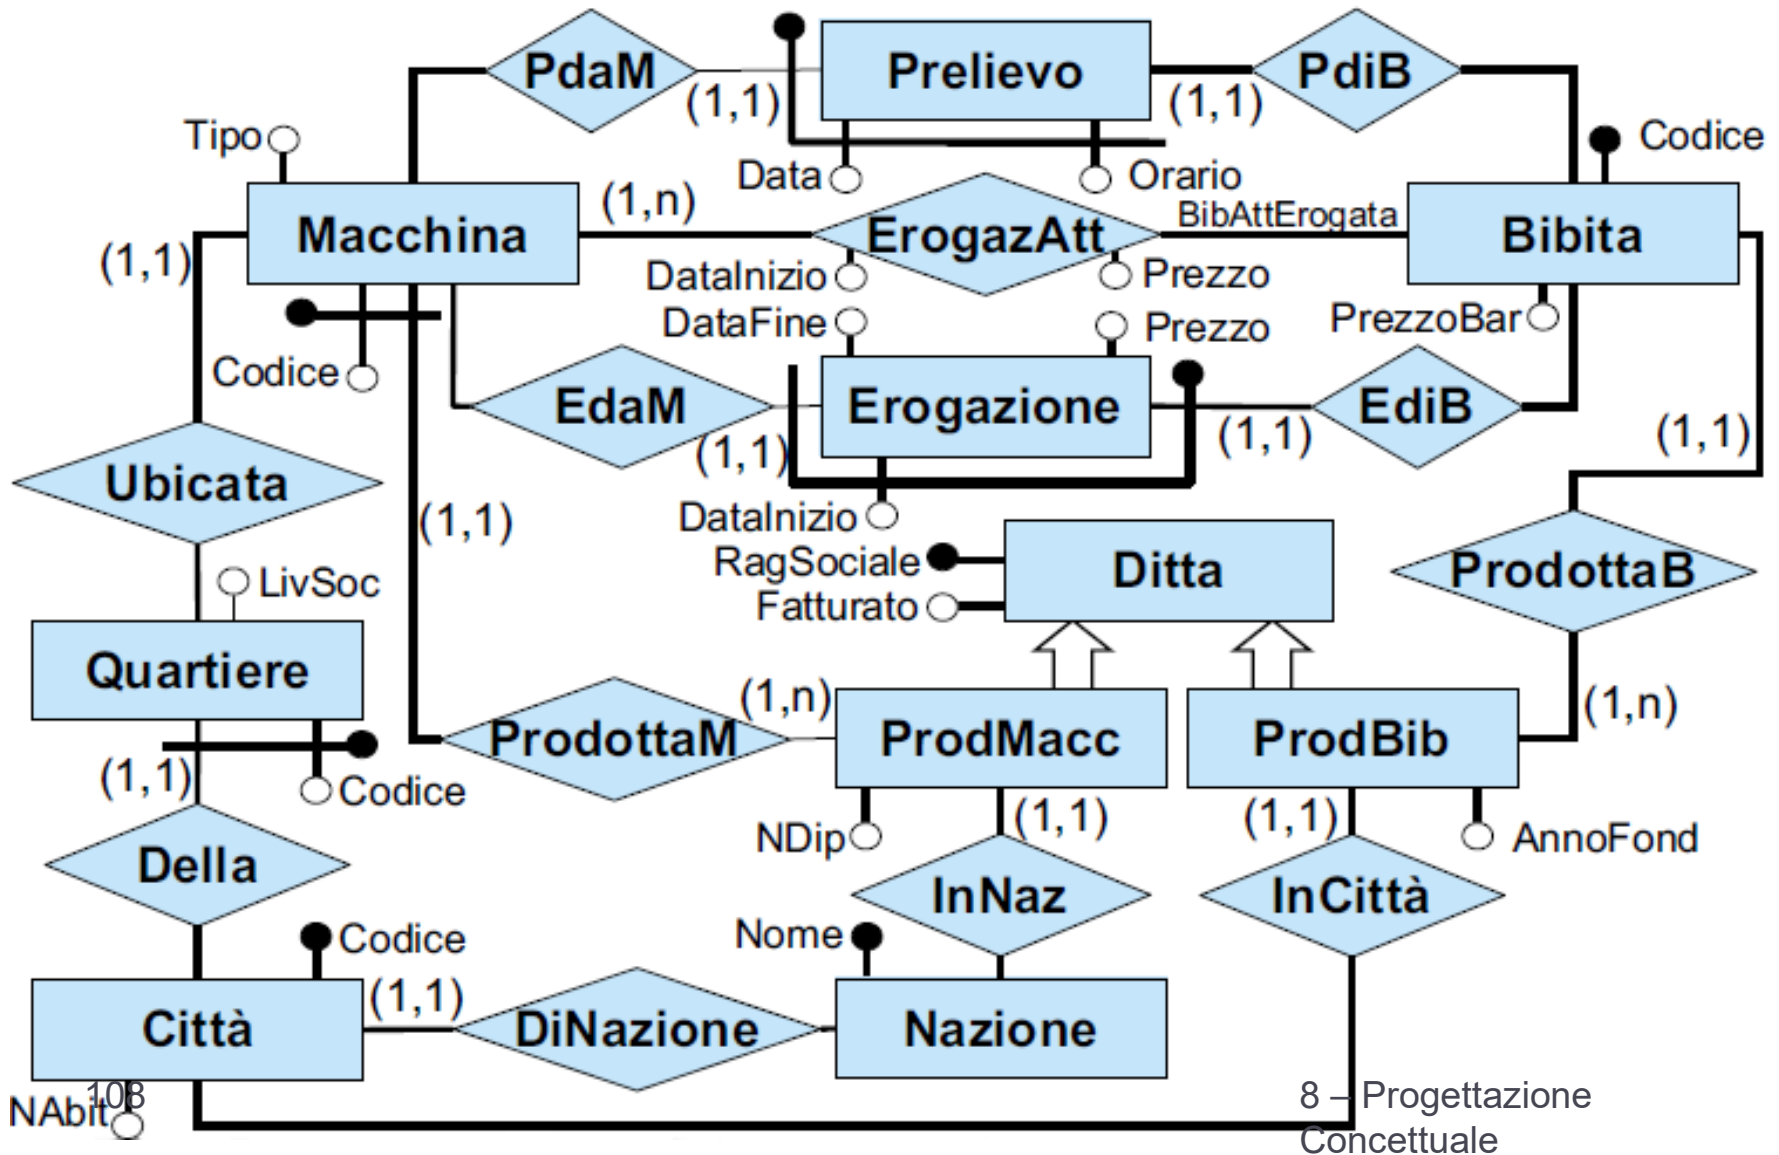 PdaM
Prelievo
PdiB
(1,1)
(1,1)
Tipo
Codice
Data
Orario
(1,n)
BibAttErogata
Macchina
ErogazAtt
Bibita
(1,1)
DataInizio
Prezzo
DataFine
Prezzo
PrezzoBar
Codice
EdaM
Erogazione
EdiB
(1,1)
(1,1)
(1,1)
Ubicata
(1,1)
DataInizio
RagSociale
Ditta
ProdottaB
LivSoc
Fatturato
Quartiere
(1,n)
(1,n)
ProdottaM
ProdMacc
ProdBib
(1,1)
Codice
(1,1)
(1,1)
NDip
AnnoFond
Della
InNaz
InCittà
Codice
Nome
(1,1)
Città
DiNazione
Nazione
108
NAbit
8 – Progettazione
Concettuale